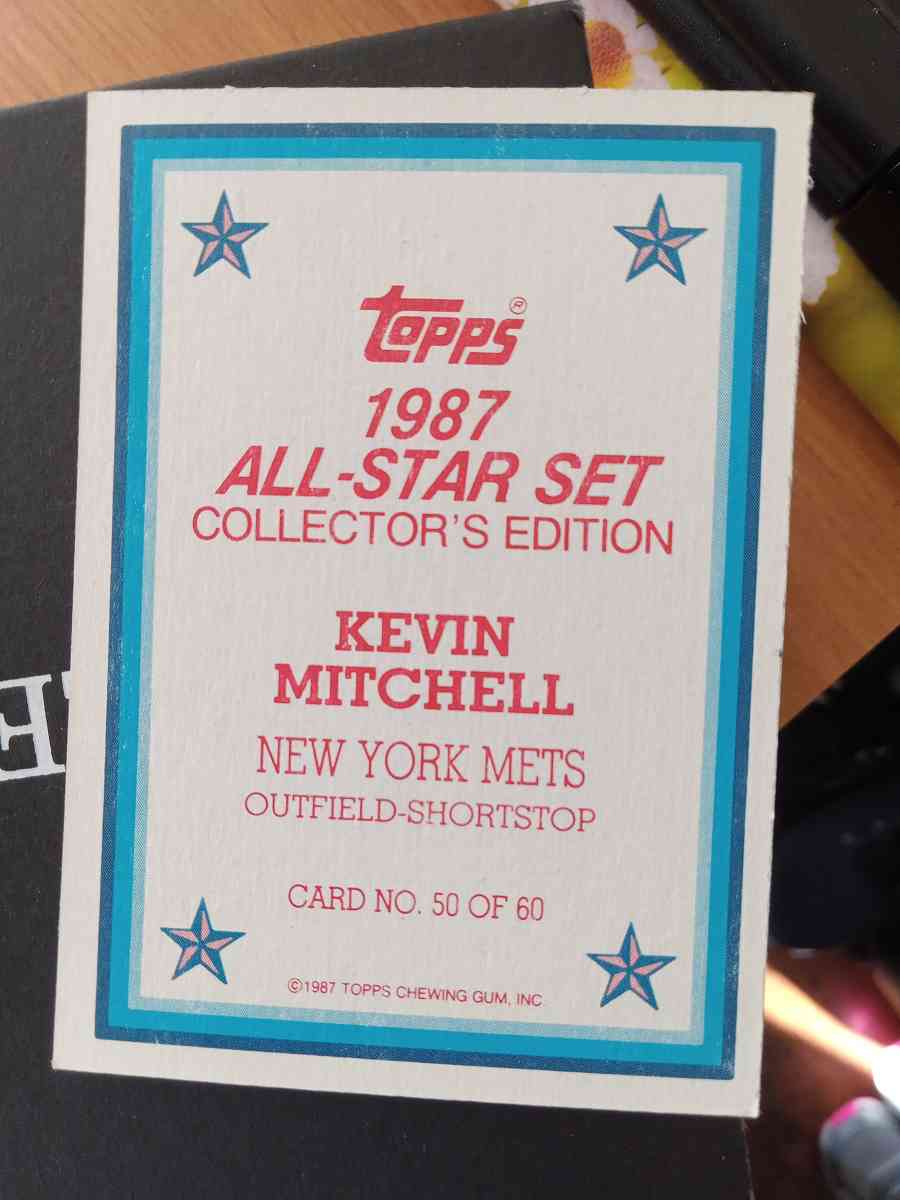 TOPPS®
1987
ALL-STAR SET
COLLECTOR'S EDITION
KEVIN
MITCHELL
NEW YORK METS
OUTFIELD-SHORTSTOP
CARD NO. 50 OF 60
©1987 TOPPS CHEWING GUM, INC.